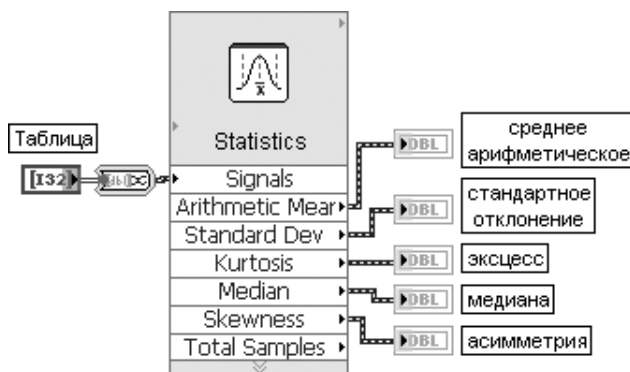 Таблица
[I32]
Statistics
Signals
Arithmetic Mear
Standard Dev
Kurtosis
Median
Skewness
Total Samples
DBL
среднее
арифметическое
DBL
стандартное
отклонение
DBL
эксцесс
DBL
медиана
DBL
асимметрия